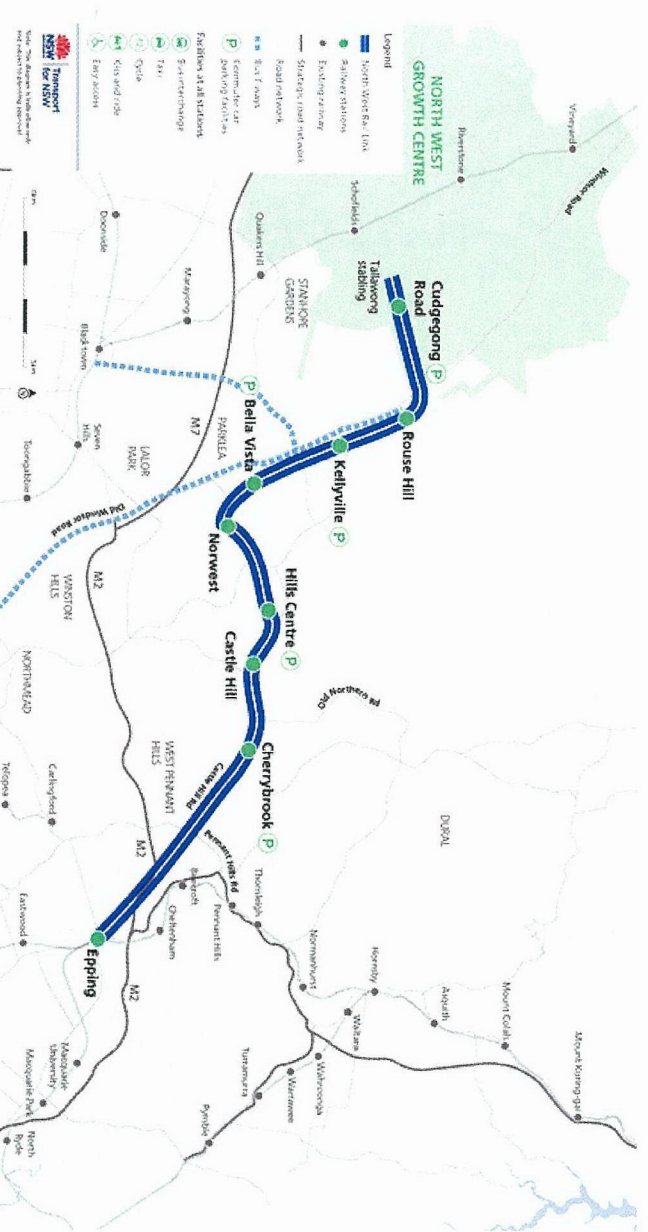 Legend
North West Rail Link
Railway stations
Existing railway
Strategic road network
Road network
Bus T-ways
P Commuter car
parking facilities
Facilities at all stations:
Bus interchange
Taxi
Cycle
Kiss and ride
Easy access
NSW
Transport
for NSW
NORTH WEST
GROWTH CENTRE
Vineyard
Windsor Road
Riverstone
Schofields
Quakers Hill
Tallawong
stabling
Cudgegong
Road
P
STANHOPE
GARDENS
Rouse Hill
Kellyville
P
P
Bella Vista
Norwest
Hills Centre
P
Castle Hill
Cherrybrook
P
Epping
Old Northern Rd
DURAL
Castle Hill Rd
Pennant Hills Rd
WEST PENNANT
HILLS
Doonside
Marayong
Blacktown
M7
PARKLEA
LALOR
PARK
Seven
Hills
Toongabbie
Old Windsor Road
M2
WINSTON
HILLS
NORTHMEAD
Telopea
Carlingford
M2
Eastwood
M2
Beecroft
Cheltenham
Pennant Hills
Thornleigh
Normanhurst
Hornsby
Waitara
Asquith
Mount Colah
Mount Kuring-gai
Wahroonga
Warrawee
Turramurra
Pymble
Macquarie
University
Macquarie Park
North
Ryde
0km